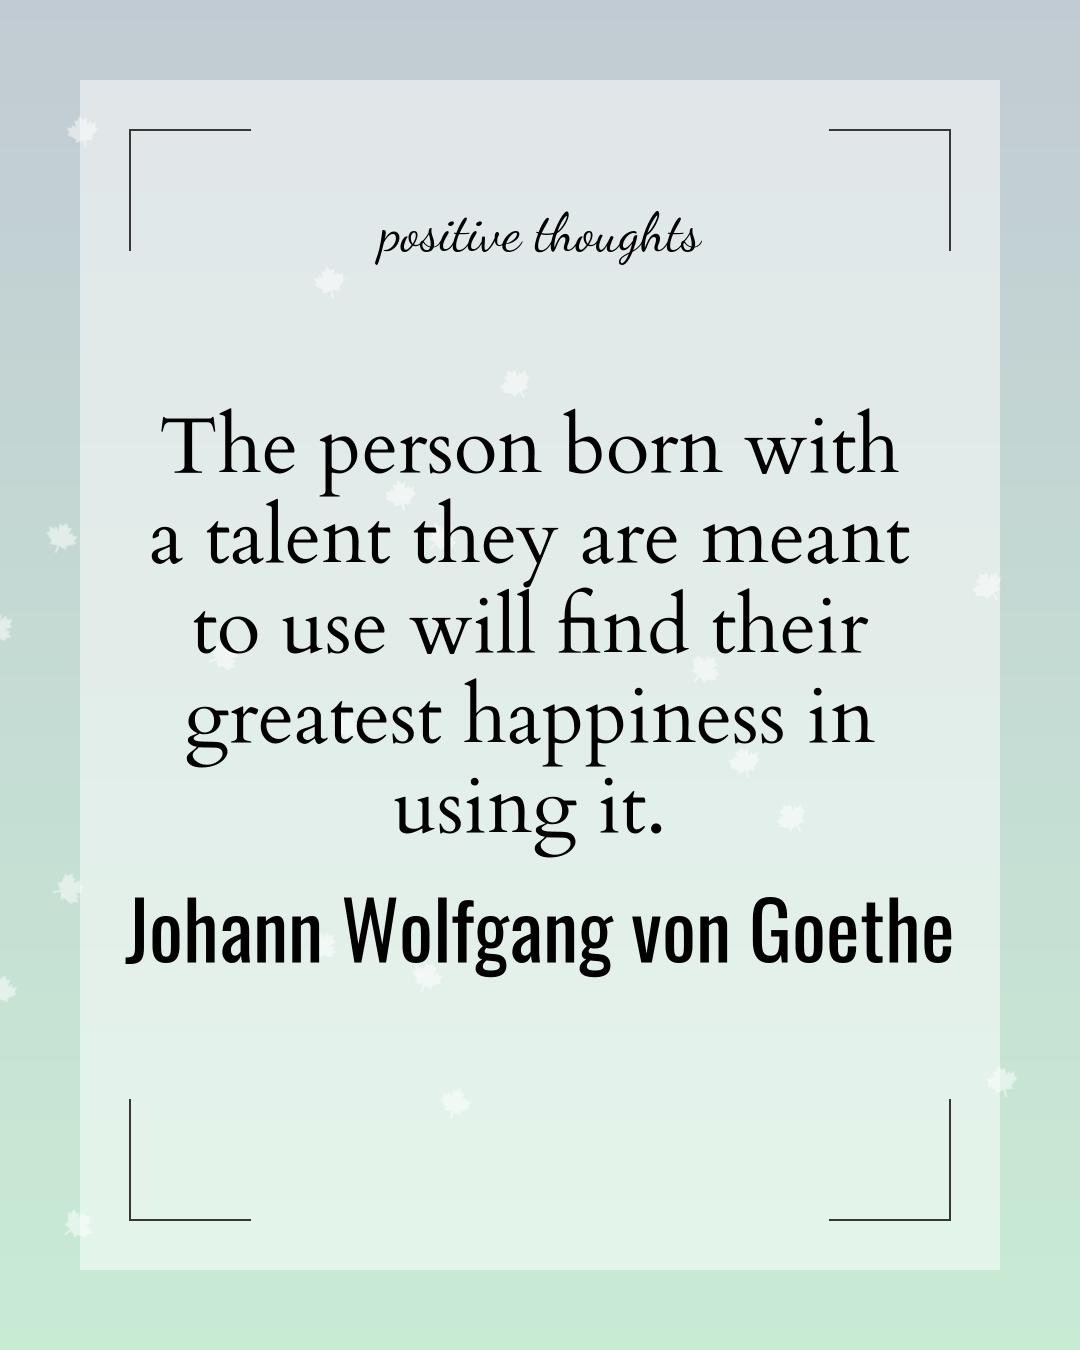 positive thoughts
The person born with
a talent they are meant
to use will find their
greatest happiness in
using it.
Johann Wolfgang von Goethe